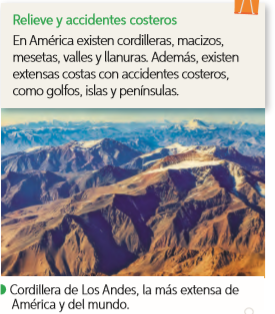 Relieve y accidentes costeros
En América existen cordilleras, macizos,
mesetas, valles y llanuras. Además, existen
extensas costas con accidentes costeros,
como golfos, islas y penínsulas.
Cordillera de Los Andes, la más extensa de
América y del mundo.